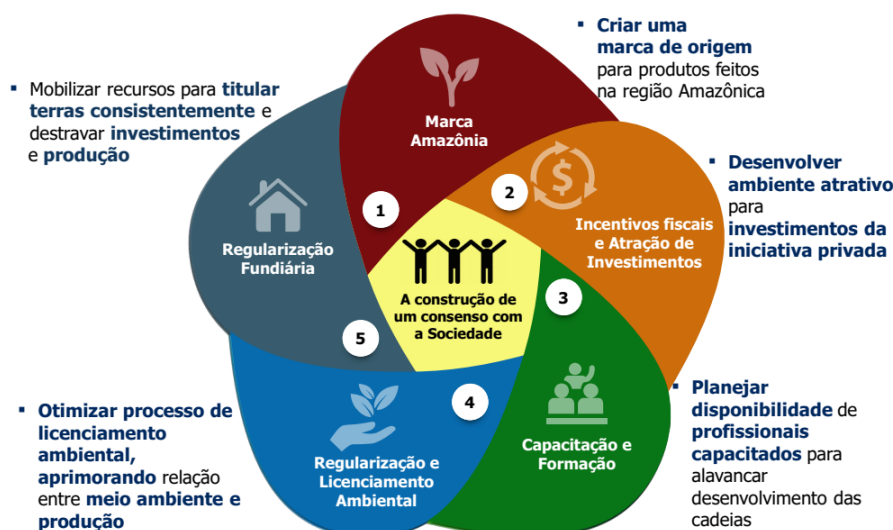 ▪ Criar uma
marca de origem
para produtos feitos
na região Amazônica
▪ Mobilizar recursos para titular
terras consistentemente e
destravar investimentos
e produção
Marca
Amazônia
1
2
$
Incentivos fiscais
e Atração de
Investimentos
▪ Desenvolver
ambiente atrativo
para
investimentos da
iniciativa privada
Regularização
Fundiária
A construção de
um consenso com
a Sociedade
3
5
4
Capacitação e
Formação
Regularização e
Licenciamento
Ambiental
▪ Planejar
disponibilidade de
profissionais
capacitados para
alavancar
desenvolvimento das
cadeias
▪ Otimizar processo de
licenciamento
ambiental,
aprimorando relação
entre meio ambiente e
produção